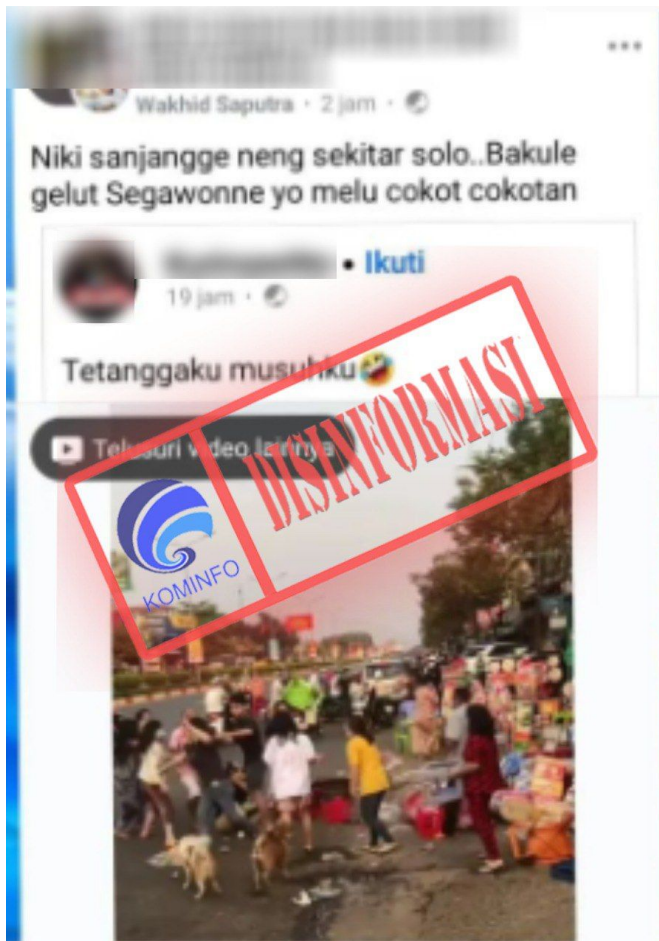 Wakhid Saputra · 2 jam ·
Niki sanjangge neng sekitar solo..Bakule
gelut Segawonne yo melu cokot cokotan
• Ikuti
19 jam ·
Tetanggaku musuhku🤣
Telusuri video lainnya
DISINFORMASI
KOMINFO